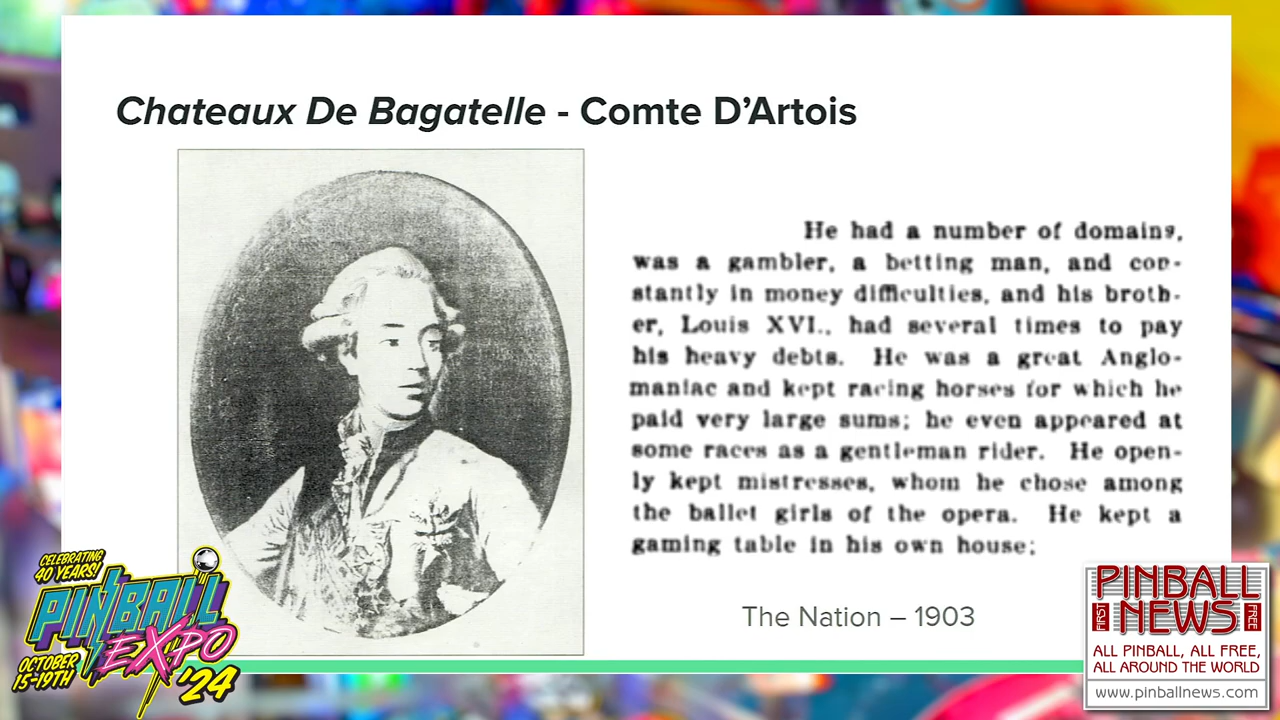 Chateaux De Bagatelle - Comte D’Artois
He had a number of domains,
was a gambler, a betting man, and con-
stantly in money difficulties, and his broth-
er, Louis XVI., had several times to pay
his heavy debts. He was a great Anglo-
maniac and kept racing horses for which he
paid very large sums; he even appeared at
some races as a gentleman rider. He open-
ly kept mistresses, whom he chose among
the ballet girls of the opera. He kept a
gaming table in his own house;
The Nation – 1903
CELEBRATING
40 YEARS!
PINBALL
EXPO
OCTOBER
15-19TH
'24
PINBALL
FIRST NEWS FREE
ALL PINBALL, ALL FREE,
ALL AROUND THE WORLD
www.pinballnews.com